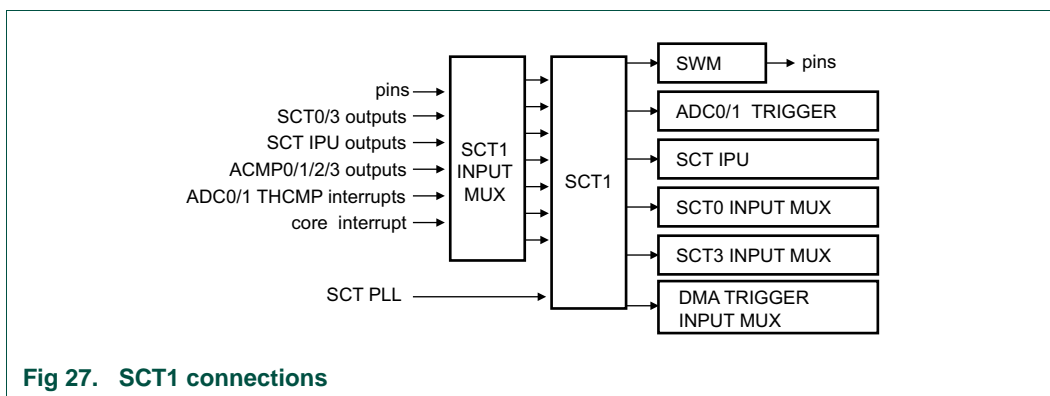 pins
SCT0/3 outputs
SCT IPU outputs
ACMP0/1/2/3 outputs
ADC0/1 THCMP interrupts
core interrupt
SCT PLL
SCT1
INPUT
MUX
SCT1
SWM
pins
ADC0/1 TRIGGER
SCT IPU
SCT0 INPUT MUX
SCT3 INPUT MUX
DMA TRIGGER
INPUT MUX
Fig 27. SCT1 connections